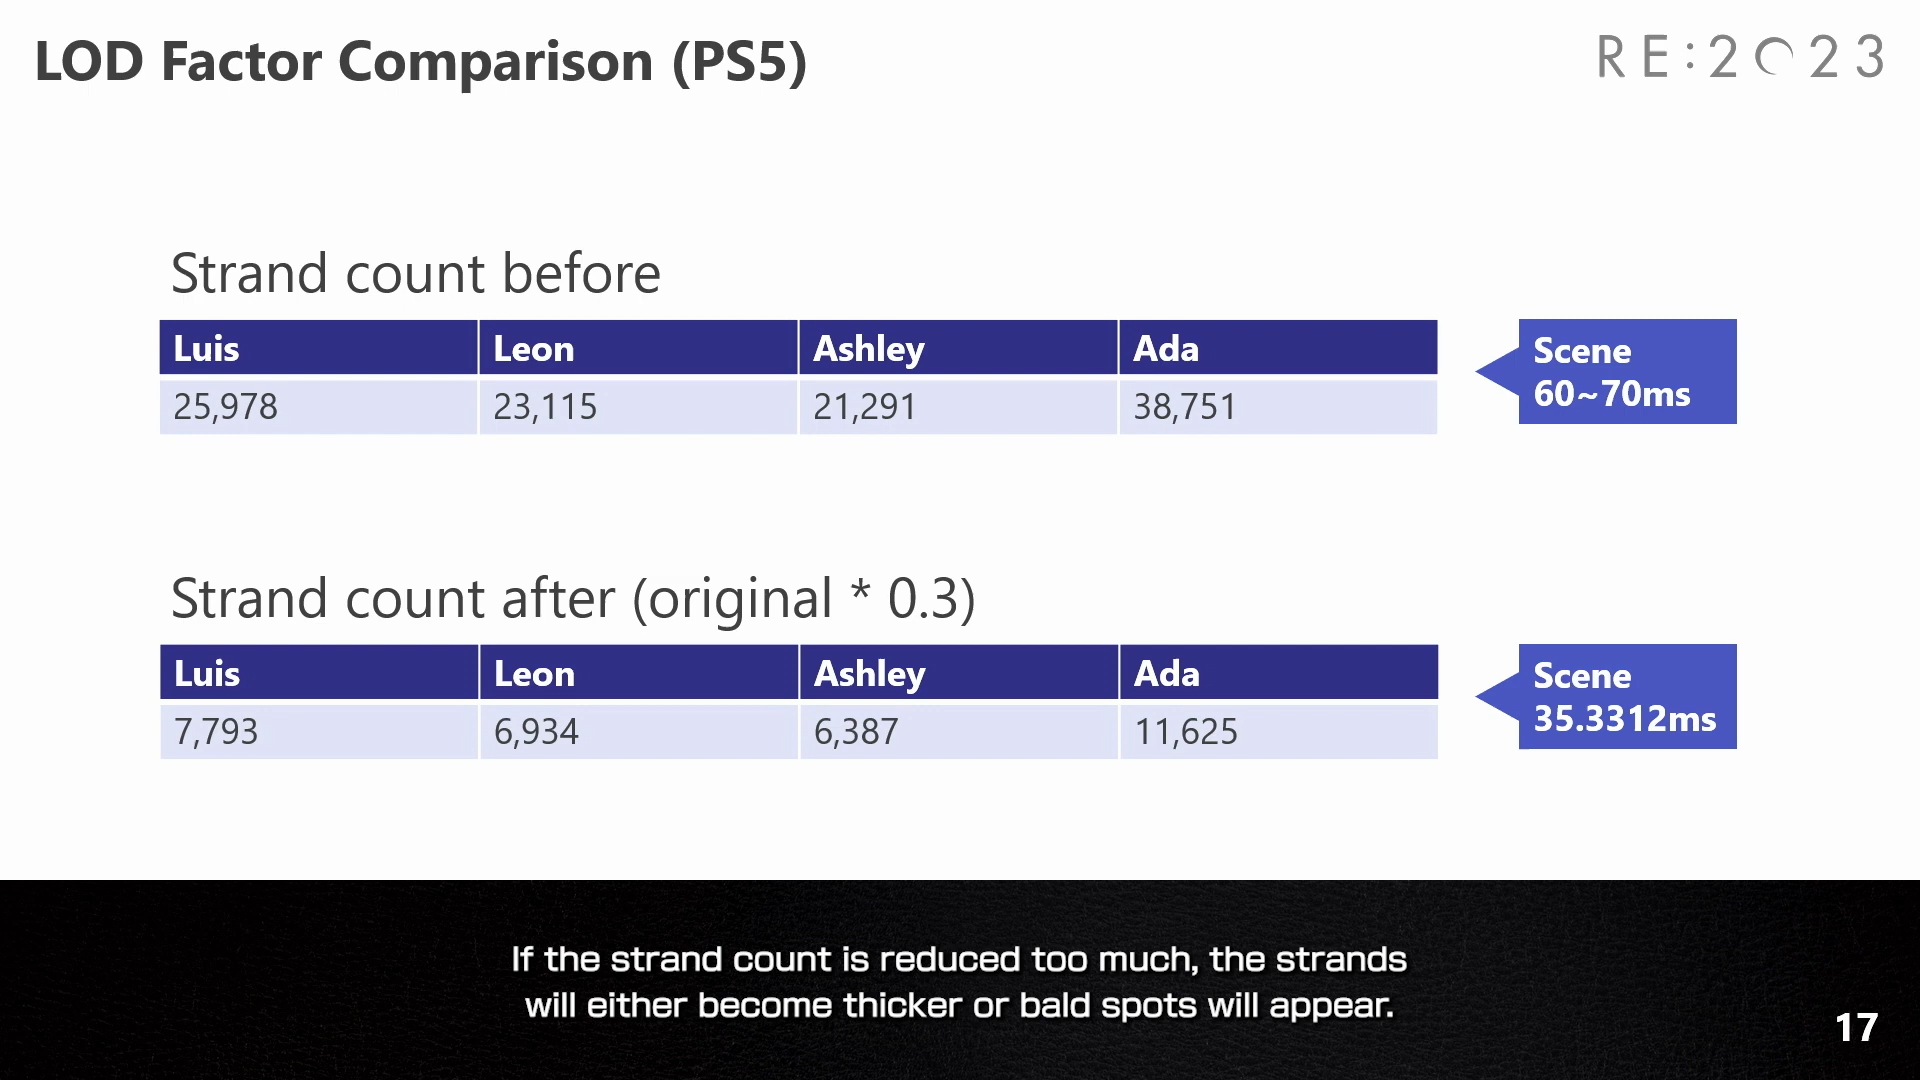 LOD Factor Comparison (PS5)
RE:2023
Strand count before
Luis Leon Ashley Ada
25,978 23,115 21,291 38,751
Scene
60~70ms
Strand count after (original * 0.3)
Luis Leon Ashley Ada
7,793 6,934 6,387 11,625
Scene
35.3312ms
If the strand count is reduced too much, the strands
will either become thicker or bald spots will appear.
17